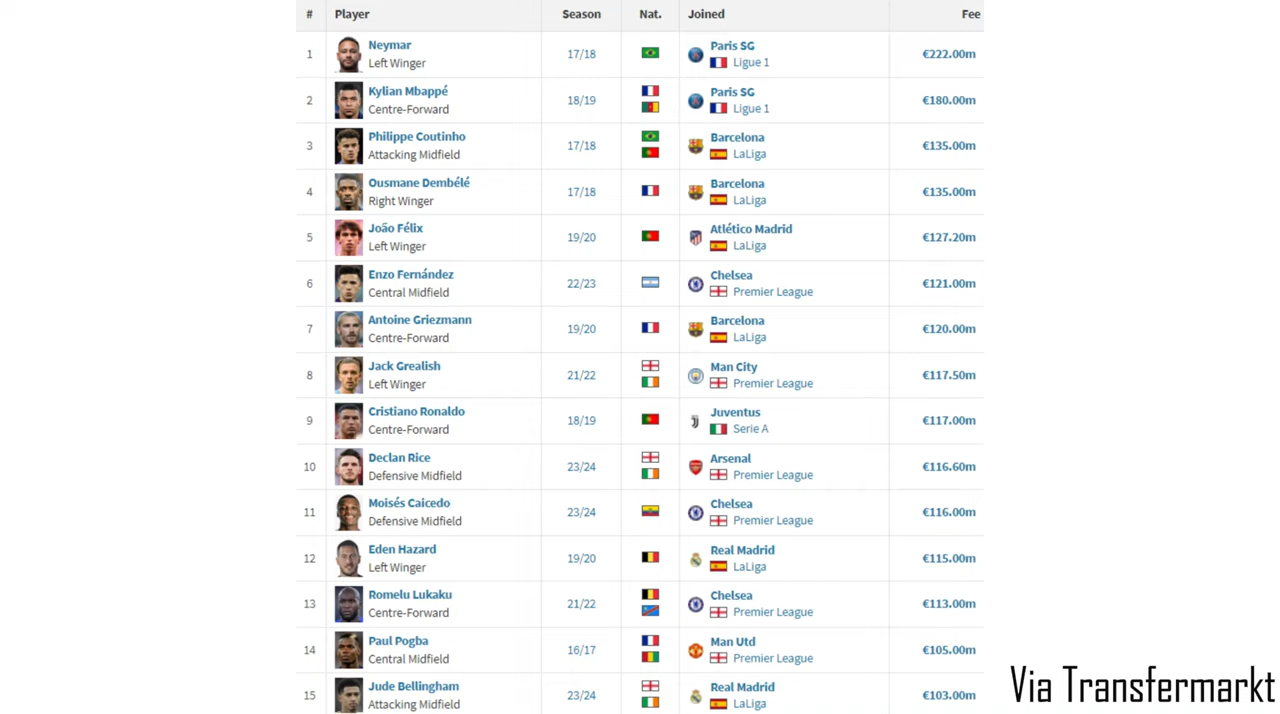 # Player Season Nat. Joined Fee
1 Neymar 17/18 Paris SG €222.00m
Left Winger Ligue 1
2 Kylian Mbappé 18/19 Paris SG €180.00m
Centre-Forward Ligue 1
3 Philippe Coutinho 17/18 Barcelona €135.00m
Attacking Midfield LaLiga
4 Ousmane Dembélé 17/18 Barcelona €135.00m
Right Winger LaLiga
5 João Félix 19/20 Atlético Madrid €127.20m
Left Winger LaLiga
6 Enzo Fernández 22/23 Chelsea €121.00m
Central Midfield Premier League
7 Antoine Griezmann 19/20 Barcelona €120.00m
Centre-Forward LaLiga
8 Jack Grealish 21/22 Man City €117.50m
Left Winger Premier League
9 Cristiano Ronaldo 18/19 Juventus €117.00m
Centre-Forward Serie A
10 Declan Rice 23/24 Arsenal €116.60m
Defensive Midfield Premier League
11 Moisés Caicedo 23/24 Chelsea €116.00m
Defensive Midfield Premier League
12 Eden Hazard 19/20 Real Madrid €115.00m
Left Winger LaLiga
13 Romelu Lukaku 21/22 Chelsea €113.00m
Centre-Forward Premier League
14 Paul Pogba 16/17 Man Utd €105.00m
Central Midfield Premier League
15 Jude Bellingham 23/24 Real Madrid €103.00m
Attacking Midfield LaLiga
Via Transfermarkt